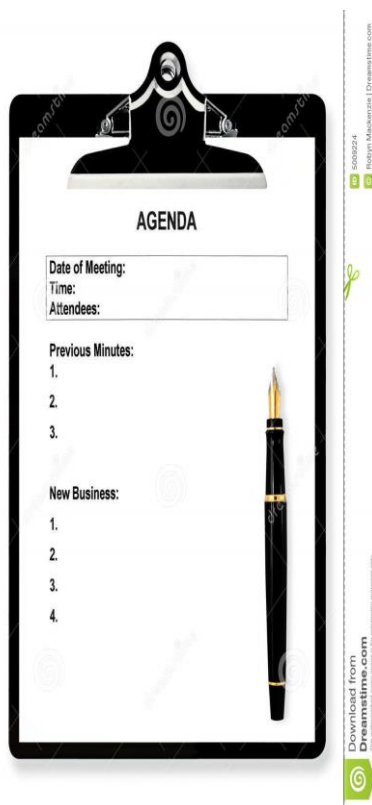 AGENDA
Date of Meeting:
Time:
Attendees:
Previous Minutes:
1.
2.
3.
New Business:
1.
2.
3.
4.
ID 5009224
© Robyn Mackenzie | Dreamstime.com
Download from
Dreamstime.com